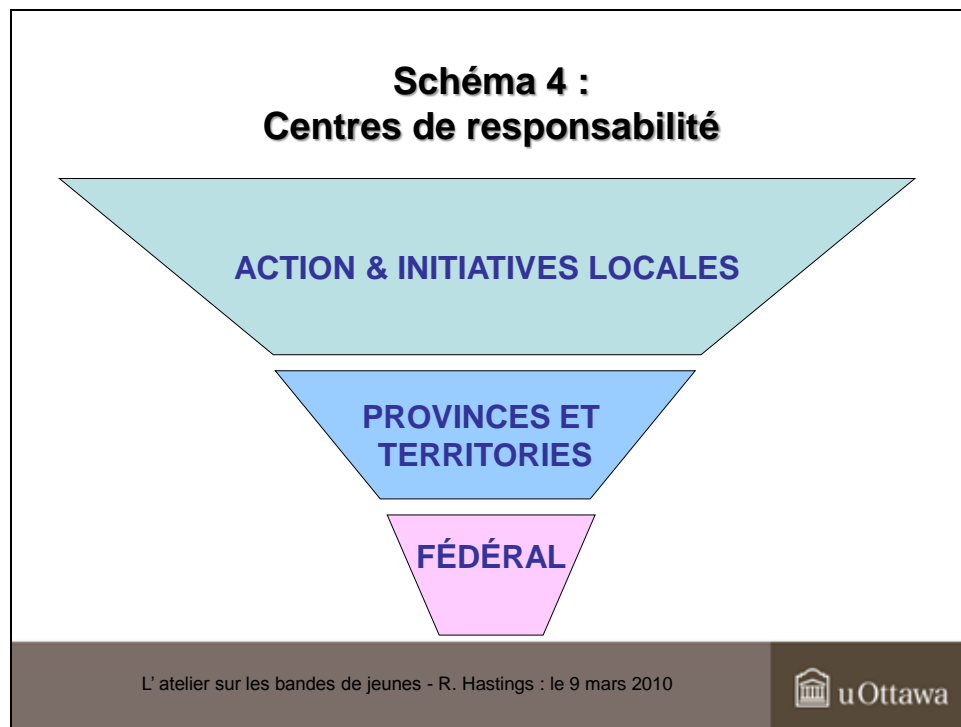 Schéma 4 :
Centres de responsabilité
ACTION & INITIATIVES LOCALES
PROVINCES ET
TERRITORIES
FÉDÉRAL
L' atelier sur les bandes de jeunes - R. Hastings : le 9 mars 2010
uOttawa